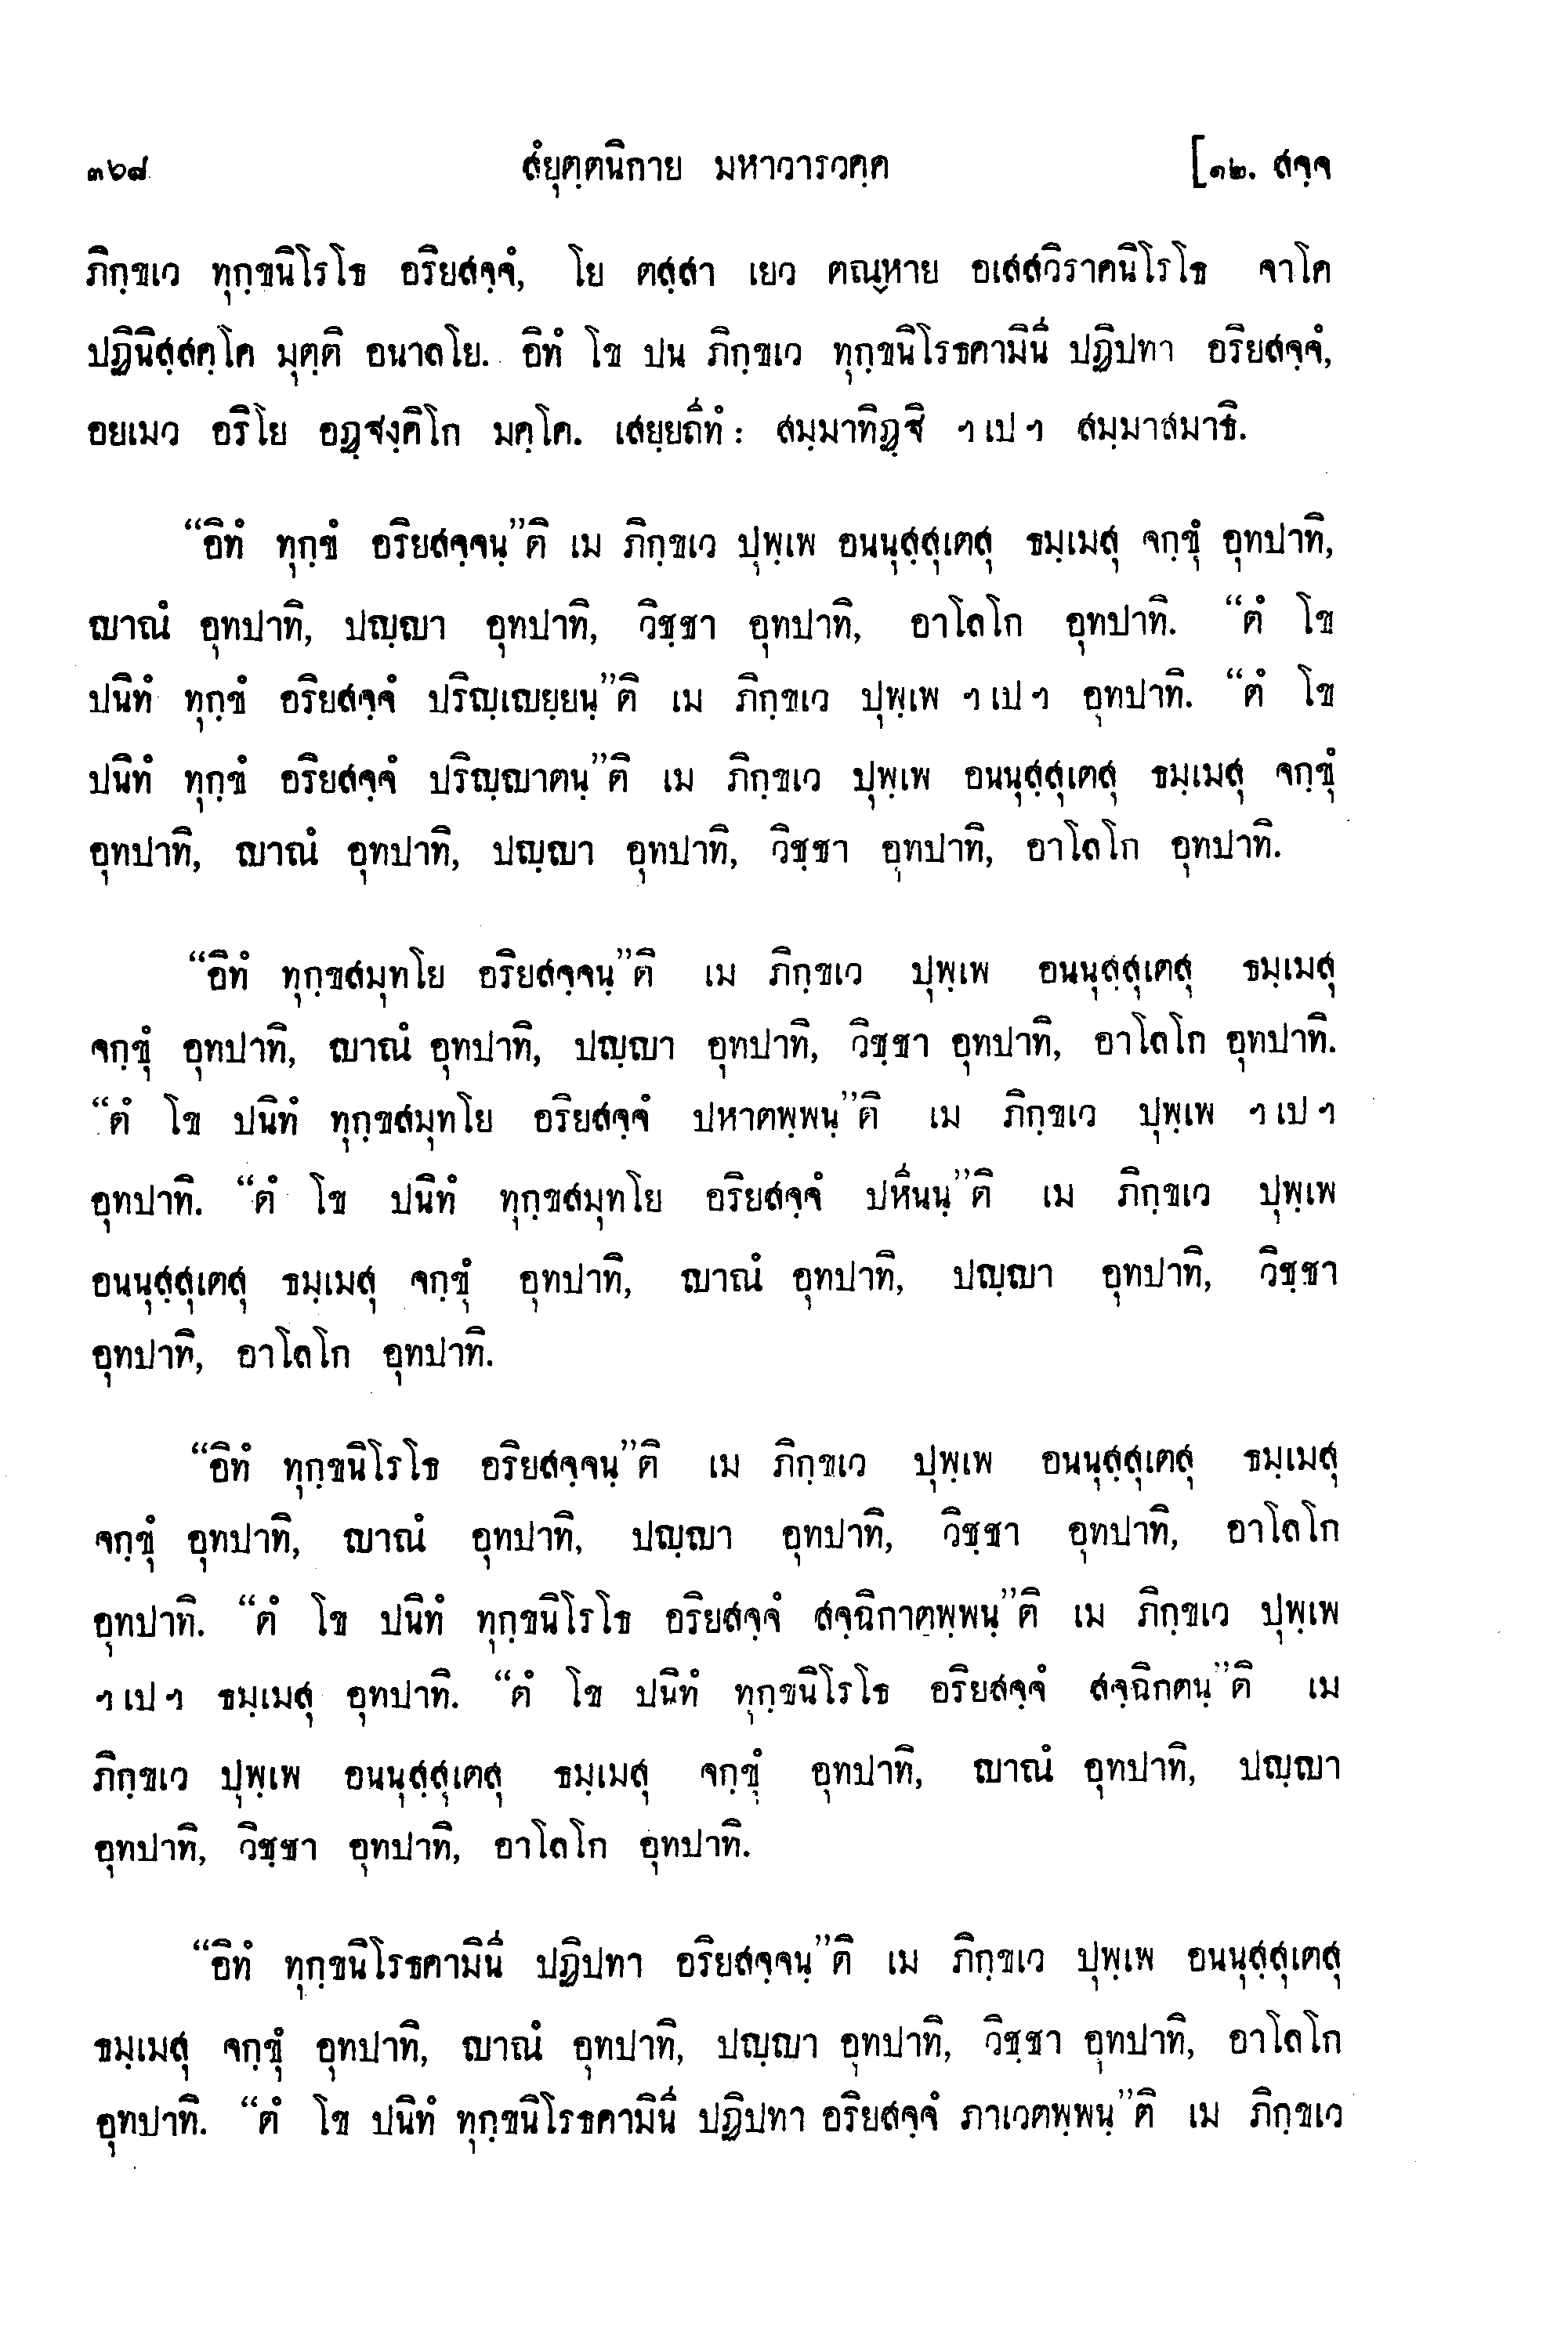 ๓๖๘ สํยุตฺตนิกาย มหาวารวคฺค [๑๒. สจฺจ
ภิกฺขเว ทุกฺขนิโรโธ อริยสจฺจํ, โย ตสฺสา เยว ตณฺหาย อเสสวิราคนิโรโธ จาโค
ปฏินิสฺสคฺโค มุตฺติ อนาลโย. อิทํ โข ปน ภิกฺขเว ทุกฺขนิโรธคามินี ปฏิปทา อริยสจฺจํ,
อยเมว อริโย อฏฺฐงฺคิโก มคฺโค. เสยฺยถีทํ: สมฺมาทิฏฺฐิ ฯเปฯ สมฺมาสมาธิ.
“อิทํ ทุกฺขํ อริยสจฺจนฺ”ติ เม ภิกฺขเว ปุพฺเพ อนนุสฺสุเตสุ ธมฺเมสุ จกฺขุํ อุทปาทิ,
ญาณํ อุทปาทิ, ปญฺญา อุทปาทิ, วิชฺชา อุทปาทิ, อาโลโก อุทปาทิ. “ตํ โข
ปนิทํ ทุกฺขํ อริยสจฺจํ ปริญฺเญยฺยนฺ”ติ เม ภิกฺขเว ปุพฺเพ ฯเปฯ อุทปาทิ. “ตํ โข
ปนิทํ ทุกฺขํ อริยสจฺจํ ปริญฺญาตนฺ”ติ เม ภิกฺขเว ปุพฺเพ อนนุสฺสุเตสุ ธมฺเมสุ จกฺขุํ
อุทปาทิ, ญาณํ อุทปาทิ, ปญฺญา อุทปาทิ, วิชฺชา อุทปาทิ, อาโลโก อุทปาทิ.
“อิทํ ทุกฺขสมุทโย อริยสจฺจนฺ”ติ เม ภิกฺขเว ปุพฺเพ อนนุสฺสุเตสุ ธมฺเมสุ
จกฺขุํ อุทปาทิ, ญาณํ อุทปาทิ, ปญฺญา อุทปาทิ, วิชฺชา อุทปาทิ, อาโลโก อุทปาทิ.
“ตํ โข ปนิทํ ทุกฺขสมุทโย อริยสจฺจํ ปหาตพฺพนฺ”ติ เม ภิกฺขเว ปุพฺเพ ฯเปฯ
อุทปาทิ. “ตํ โข ปนิทํ ทุกฺขสมุทโย อริยสจฺจํ ปหีนนฺ”ติ เม ภิกฺขเว ปุพฺเพ
อนนุสฺสุเตสุ ธมฺเมสุ จกฺขุํ อุทปาทิ, ญาณํ อุทปาทิ, ปญฺญา อุทปาทิ, วิชฺชา
อุทปาทิ, อาโลโก อุทปาทิ.
“อิทํ ทุกฺขนิโรโธ อริยสจฺจนฺ”ติ เม ภิกฺขเว ปุพฺเพ อนนุสฺสุเตสุ ธมฺเมสุ
จกฺขุํ อุทปาทิ, ญาณํ อุทปาทิ, ปญฺญา อุทปาทิ, วิชฺชา อุทปาทิ, อาโลโก
อุทปาทิ. “ตํ โข ปนิทํ ทุกฺขนิโรโธ อริยสจฺจํ สจฺฉิกาตพฺพนฺ”ติ เม ภิกฺขเว ปุพฺเพ
ฯเปฯ ธมฺเมสุ อุทปาทิ. “ตํ โข ปนิทํ ทุกฺขนิโรโธ อริยสจฺจํ สจฺฉิกตนฺ”ติ เม
ภิกฺขเว ปุพฺเพ อนนุสฺสุเตสุ ธมฺเมสุ จกฺขุํ อุทปาทิ, ญาณํ อุทปาทิ, ปญฺญา
อุทปาทิ, วิชฺชา อุทปาทิ, อาโลโก อุทปาทิ.
“อิทํ ทุกฺขนิโรธคามินี ปฏิปทา อริยสจฺจนฺ”ติ เม ภิกฺขเว ปุพฺเพ อนนุสฺสุเตสุ
ธมฺเมสุ จกฺขุํ อุทปาทิ, ญาณํ อุทปาทิ, ปญฺญา อุทปาทิ, วิชฺชา อุทปาทิ, อาโลโก
อุทปาทิ. “ตํ โข ปนิทํ ทุกฺขนิโรธคามินี ปฏิปทา อริยสจฺจํ ภาเวตพฺพนฺ”ติ เม ภิกฺขเว